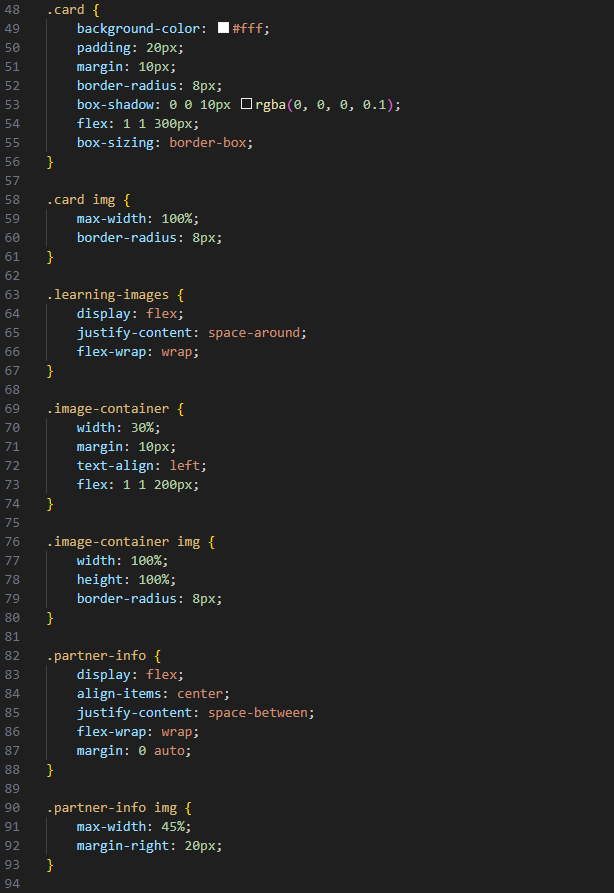 48 .card {
49     background-color: #fff;
50     padding: 20px;
51     margin: 10px;
52     border-radius: 8px;
53     box-shadow: 0 0 10px rgba(0, 0, 0, 0.1);
54     flex: 1 1 300px;
55     box-sizing: border-box;
56 }
57
58 .card img {
59     max-width: 100%;
60     border-radius: 8px;
61 }
62
63 .learning-images {
64     display: flex;
65     justify-content: space-around;
66     flex-wrap: wrap;
67 }
68
69 .image-container {
70     width: 30%;
71     margin: 10px;
72     text-align: left;
73     flex: 1 1 200px;
74 }
75
76 .image-container img {
77     width: 100%;
78     height: 100%;
79     border-radius: 8px;
80 }
81
82 .partner-info {
83     display: flex;
84     align-items: center;
85     justify-content: space-between;
86     flex-wrap: wrap;
87     margin: 0 auto;
88 }
89
90 .partner-info img {
91     max-width: 45%;
92     margin-right: 20px;
93 }
94